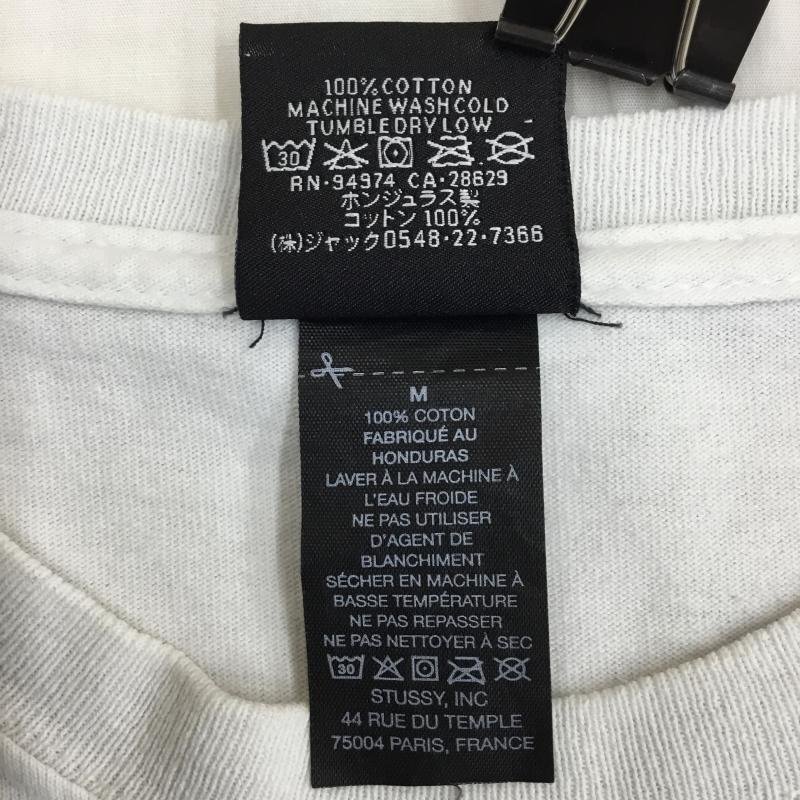 100% COTTON
MACHINE WASH COLD
TUMBLE DRY LOW
30
RN·94974 CA·28629
ホンジュラス製
コットン 100%
(株)ジャック0548·22·7366
M
100% COTON
FABRIQUÉ AU
HONDURAS
LAVER À LA MACHINE À
L'EAU FROIDE
NE PAS UTILISER
D'AGENT DE
BLANCHIMENT
SÉCHER EN MACHINE À
BASSE TEMPÉRATURE
NE PAS REPASSER
NE PAS NETTOYER À SEC
30
STUSSY, INC
44 RUE DU TEMPLE
75004 PARIS, FRANCE